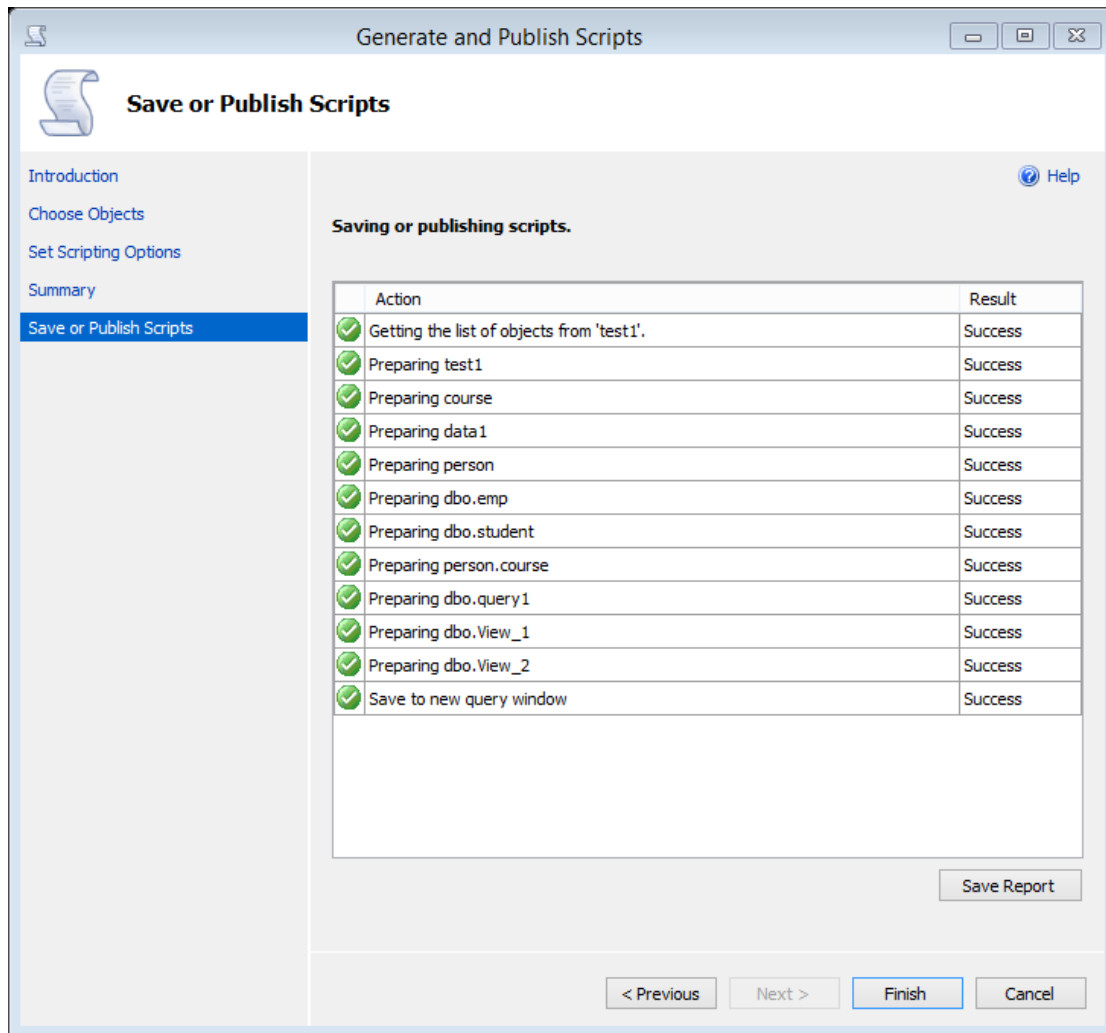 Generate and Publish Scripts
Save or Publish Scripts
Introduction
Choose Objects
Set Scripting Options
Summary
Save or Publish Scripts
Help
Saving or publishing scripts.
Action Result
Getting the list of objects from 'test1'. Success
Preparing test1 Success
Preparing course Success
Preparing data1 Success
Preparing person Success
Preparing dbo.emp Success
Preparing dbo.student Success
Preparing person.course Success
Preparing dbo.query1 Success
Preparing dbo.View_1 Success
Preparing dbo.View_2 Success
Save to new query window Success
Save Report
< Previous Next > Finish Cancel